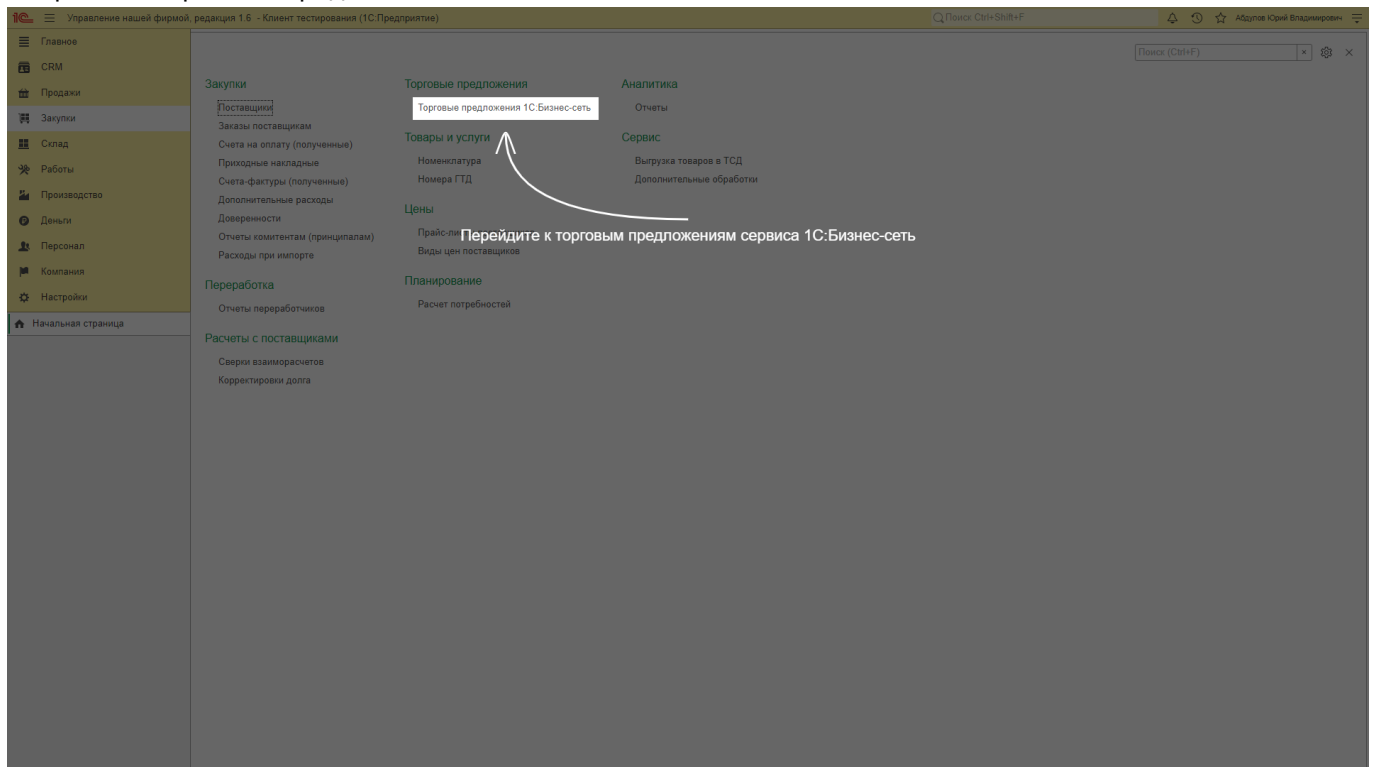 1С
Управление нашей фирмой, редакция 1.6 - Клиент тестирования (1С:Предприятие)
Поиск Ctrl+Shift+F
Абдулов Юрий Владимирович
Главное
CRM
Продажи
Закупки
Склад
Работы
Производство
Деньги
Персонал
Компания
Настройки
Начальная страница
Поиск (Ctrl+F)
Закупки
Поставщики
Заказы поставщикам
Счета на оплату (полученные)
Приходные накладные
Счета-фактуры (полученные)
Дополнительные расходы
Доверенности
Отчеты комитентам (принципалам)
Расходы при импорте
Переработка
Отчеты переработчиков
Расчеты с поставщиками
Сверки взаиморасчетов
Корректировки долга
Торговые предложения
Торговые предложения 1С:Бизнес-сеть
Товары и услуги
Номенклатура
Номера ГТД
Цены
Виды цен поставщиков
Планирование
Расчет потребностей
Аналитика
Отчеты
Сервис
Выгрузка товаров в ТСД
Дополнительные обработки
Перейдите к торговым предложениям сервиса 1С:Бизнес-сеть